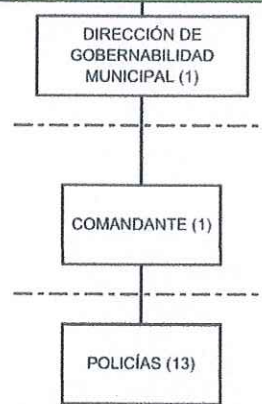 DIRECCIÓN DE
GOBERNABILIDAD
MUNICIPAL (1)
COMANDANTE (1)
POLICÍAS (13)